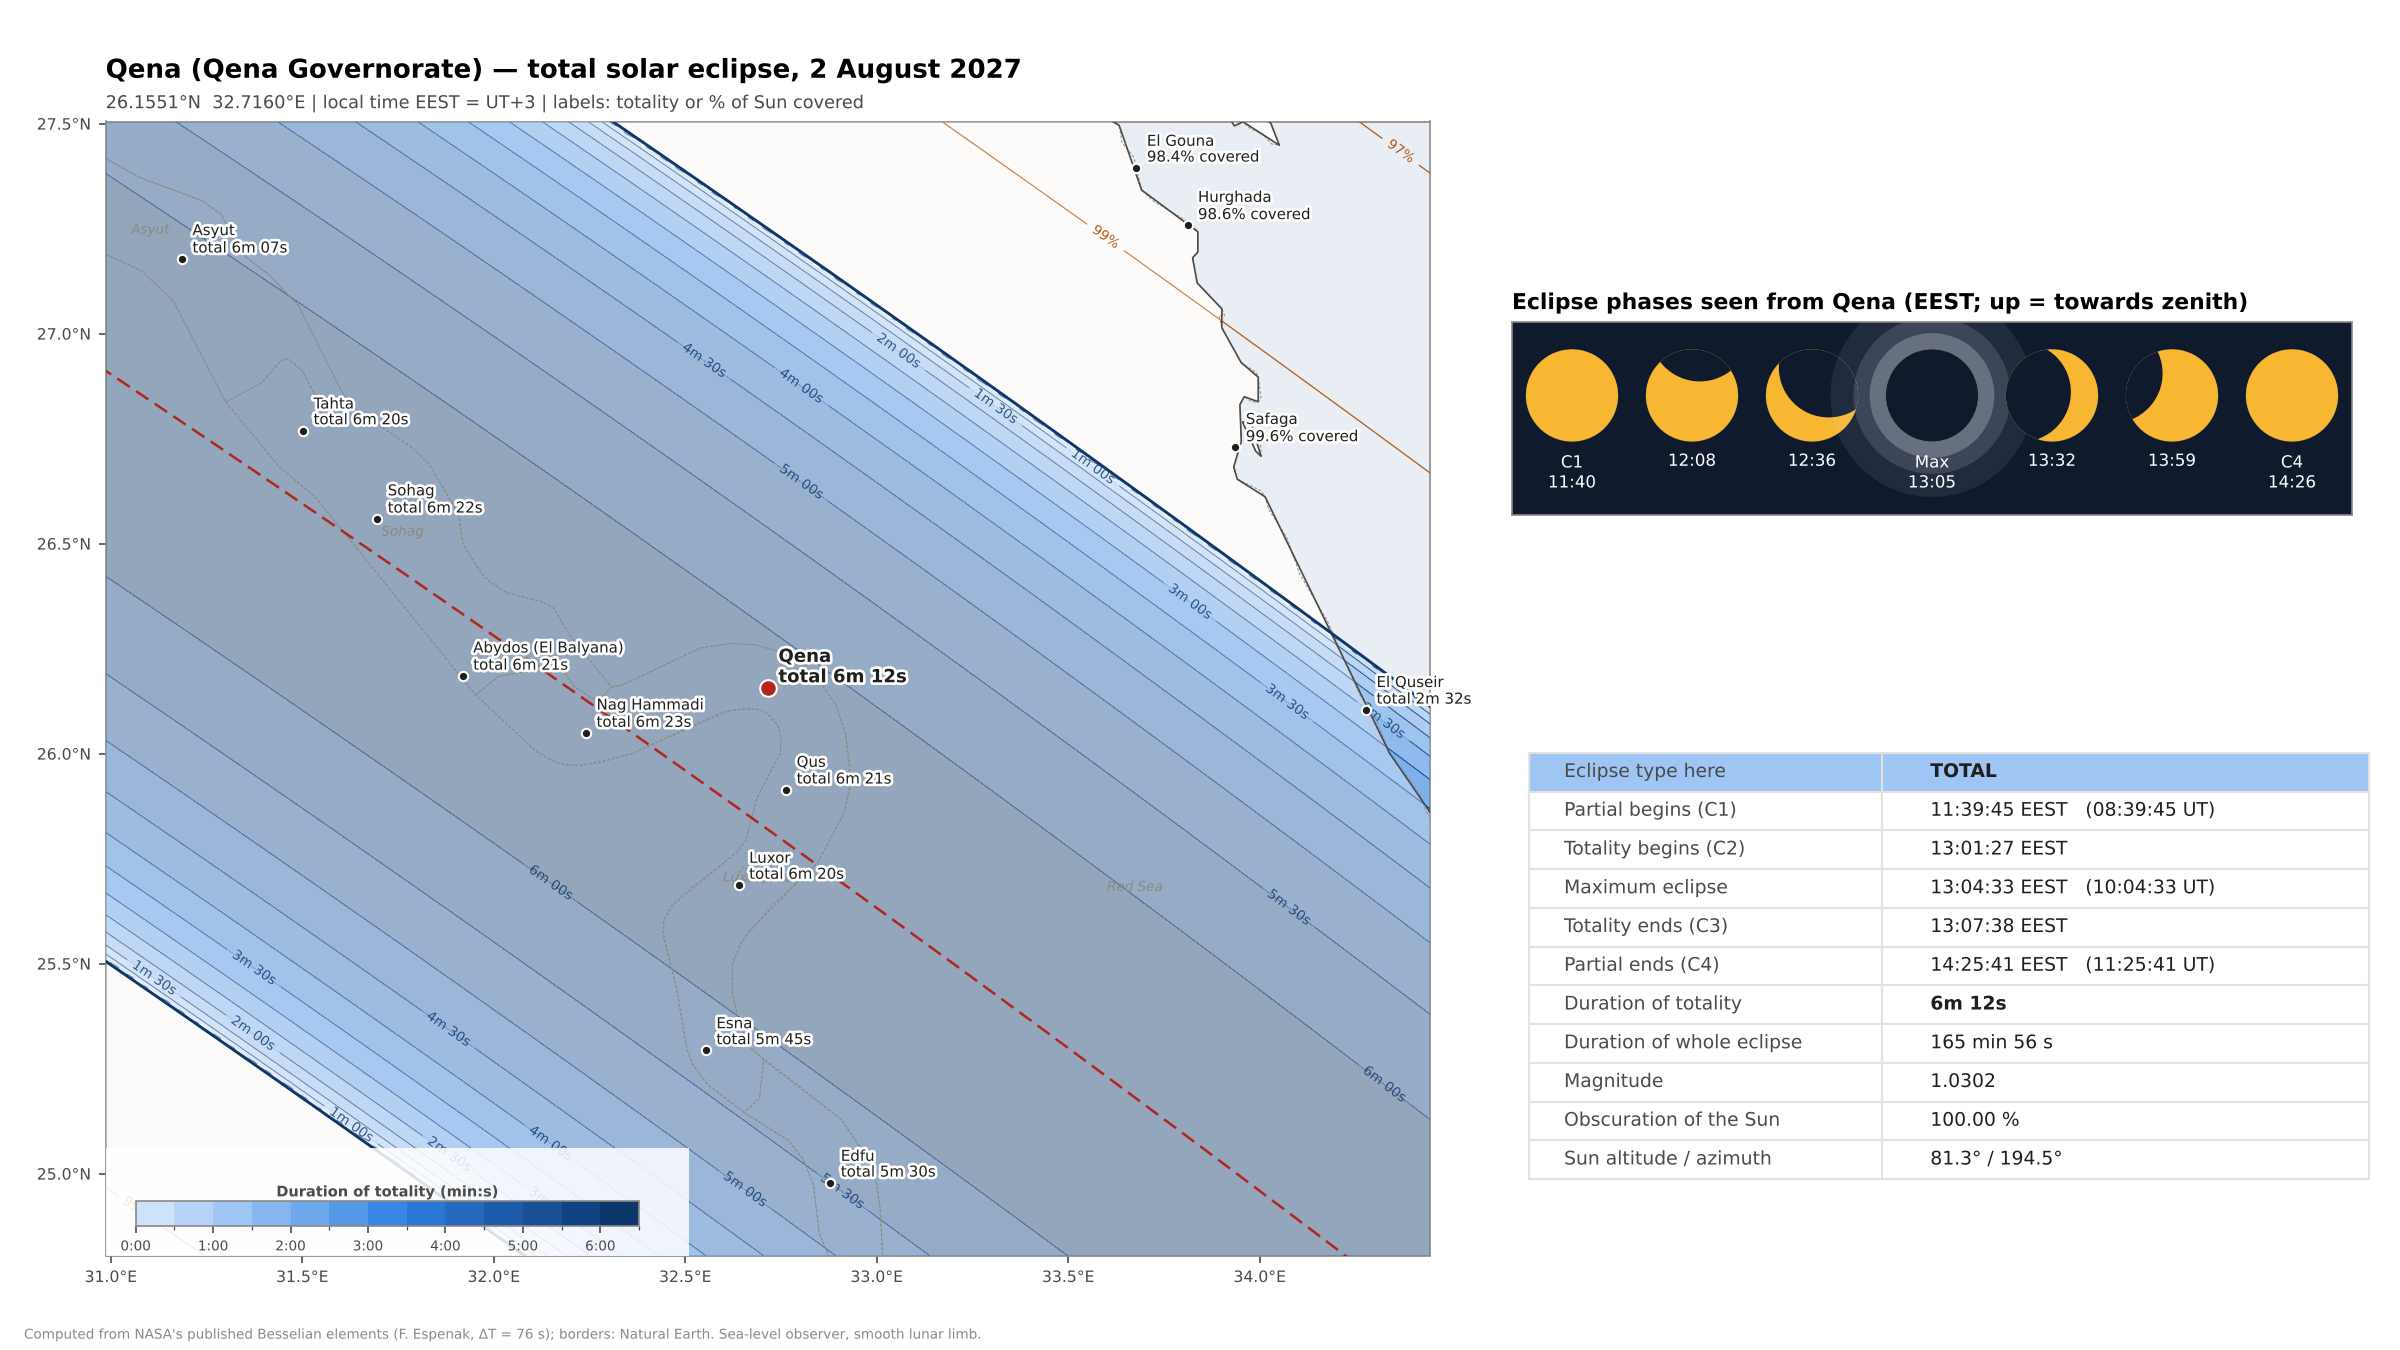 Qena (Qena Governorate) — total solar eclipse, 2 August 2027
26.1551°N  32.7160°E | local time EEST = UT+3 | labels: totality or % of Sun covered
27.5°N
27.0°N
26.5°N
26.0°N
25.5°N
25.0°N
31.0°E
31.5°E
32.0°E
32.5°E
33.0°E
33.5°E
34.0°E
El Gouna
98.4% covered
97%
Hurghada
98.6% covered
99%
Asyut
Asyut
total 6m 07s
2m 00s
4m 30s
4m 00s
1m 30s
Tahta
total 6m 20s
Safaga
99.6% covered
1m 00s
5m 00s
Sohag
total 6m 22s
Sohag
3m 00s
Abydos (El Balyana)
total 6m 21s
Qena
total 6m 12s
El Quseir
total 2m 32s
3m 30s
Nag Hammadi
total 6m 23s
Qus
total 6m 21s
Luxor
total 6m 20s
6m 00s
Red Sea
5m 30s
3m 30s
1m 30s
2m 00s
4m 30s
Esna
total 5m 45s
6m 00s
1m 00s
2m 30s
4m 00s
Edfu
total 5m 30s
5m 00s
5m 30s
Duration of totality (min:s)
0:00
1:00
2:00
3:00
4:00
5:00
6:00
Eclipse phases seen from Qena (EEST; up = towards zenith)
C1
11:40
12:08
12:36
Max
13:05
13:32
13:59
C4
14:26
Eclipse type here TOTAL
Partial begins (C1) 11:39:45 EEST (08:39:45 UT)
Totality begins (C2) 13:01:27 EEST
Maximum eclipse 13:04:33 EEST (10:04:33 UT)
Totality ends (C3) 13:07:38 EEST
Partial ends (C4) 14:25:41 EEST (11:25:41 UT)
Duration of totality 6m 12s
Duration of whole eclipse 165 min 56 s
Magnitude 1.0302
Obscuration of the Sun 100.00 %
Sun altitude / azimuth 81.3° / 194.5°
Computed from NASA's published Besselian elements (F. Espenak, ΔT = 76 s); borders: Natural Earth. Sea-level observer, smooth lunar limb.